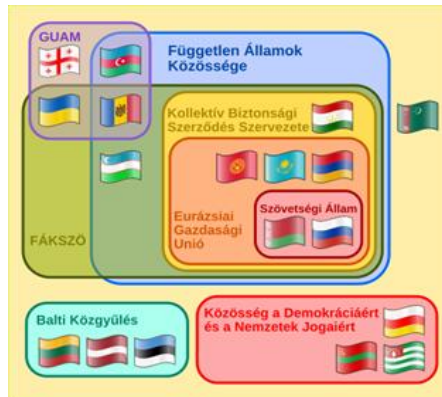 GUAM
Független Államok
Közössége
Kollektív Biztonsági
Szerződés Szervezete
Eurázsiai
Gazdasági
Unió
Szövetségi Állam
FÁKSZÖ
Balti Közgyűlés
Közösség a Demokráciáért
és a Nemzetek Jogaiért